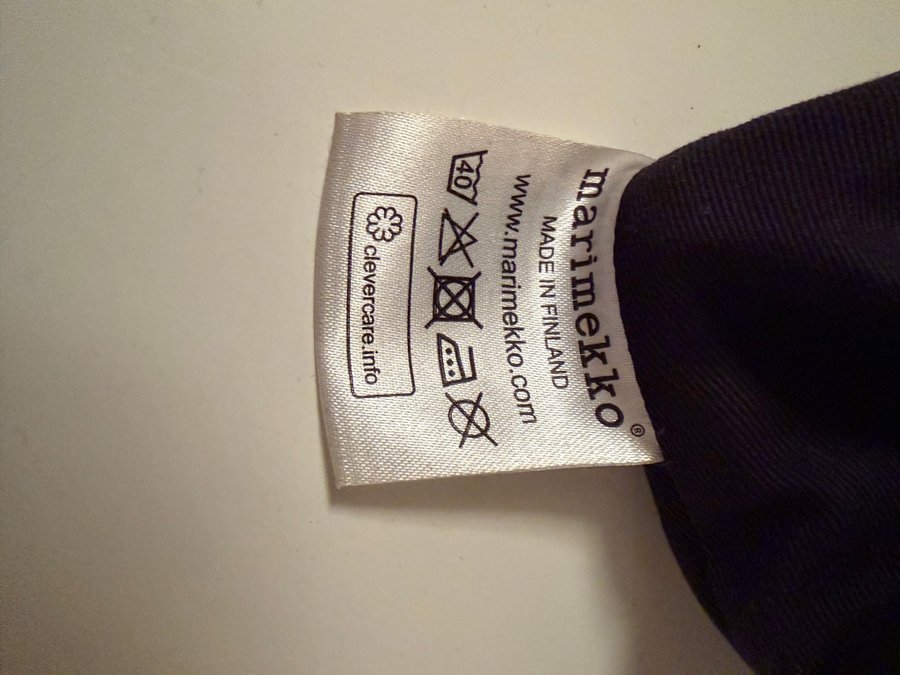 marimekko®
MADE IN FINLAND
www.marimekko.com
40
clevercare.info